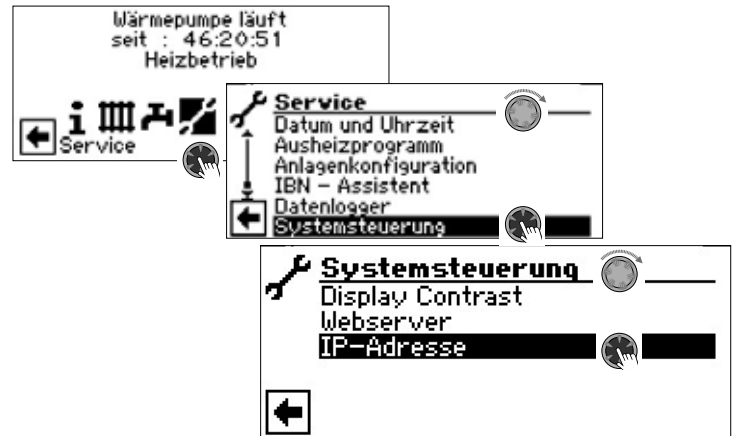 Wärmepumpe läuft
seit : 46:20:51
Heizbetrieb
Service
Service
Datum und Uhrzeit
Ausheizprogramm
Anlagenkonfiguration
IBN – Assistent
Datenlogger
Systemsteuerung
Systemsteuerung
Display Contrast
Webserver
IP-Adresse